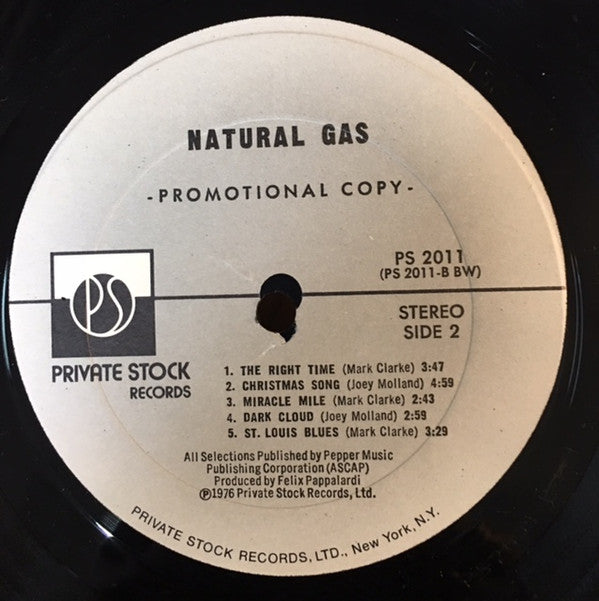 NATURAL GAS
-PROMOTIONAL COPY-
PS 2011
(PS 2011-B BW)
PS
STEREO
SIDE 2
PRIVATE STOCK
RECORDS
1. THE RIGHT TIME (Mark Clarke) 3:47
2. CHRISTMAS SONG (Joey Molland) 4:59
3. MIRACLE MILE (Mark Clarke) 2:43
4. DARK CLOUD (Joey Molland) 2:59
5. ST. LOUIS BLUES (Mark Clarke) 3:29
All Selections Published by Pepper Music
Publishing Corporation (ASCAP)
Produced by Felix Pappalardi
℗1976 Private Stock Records, Ltd.
PRIVATE STOCK RECORDS, LTD., New York, N.Y.